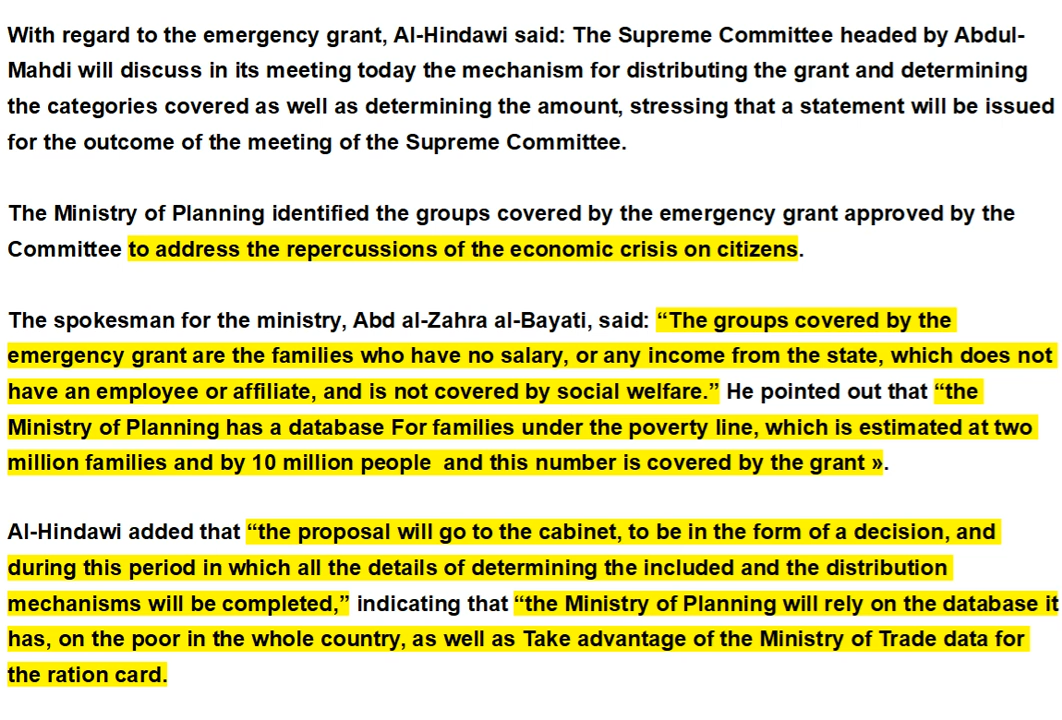 With regard to the emergency grant, Al-Hindawi said: The Supreme Committee headed by Abdul-
Mahdi will discuss in its meeting today the mechanism for distributing the grant and determining
the categories covered as well as determining the amount, stressing that a statement will be issued
for the outcome of the meeting of the Supreme Committee.
The Ministry of Planning identified the groups covered by the emergency grant approved by the
Committee to address the repercussions of the economic crisis on citizens.
The spokesman for the ministry, Abd al-Zahra al-Bayati, said: “The groups covered by the
emergency grant are the families who have no salary, or any income from the state, which does not
have an employee or affiliate, and is not covered by social welfare.” He pointed out that “the
Ministry of Planning has a database For families under the poverty line, which is estimated at two
million families and by 10 million people  and this number is covered by the grant ».
Al-Hindawi added that “the proposal will go to the cabinet, to be in the form of a decision, and
during this period in which all the details of determining the included and the distribution
mechanisms will be completed,” indicating that “the Ministry of Planning will rely on the database it
has, on the poor in the whole country, as well as Take advantage of the Ministry of Trade data for
the ration card.